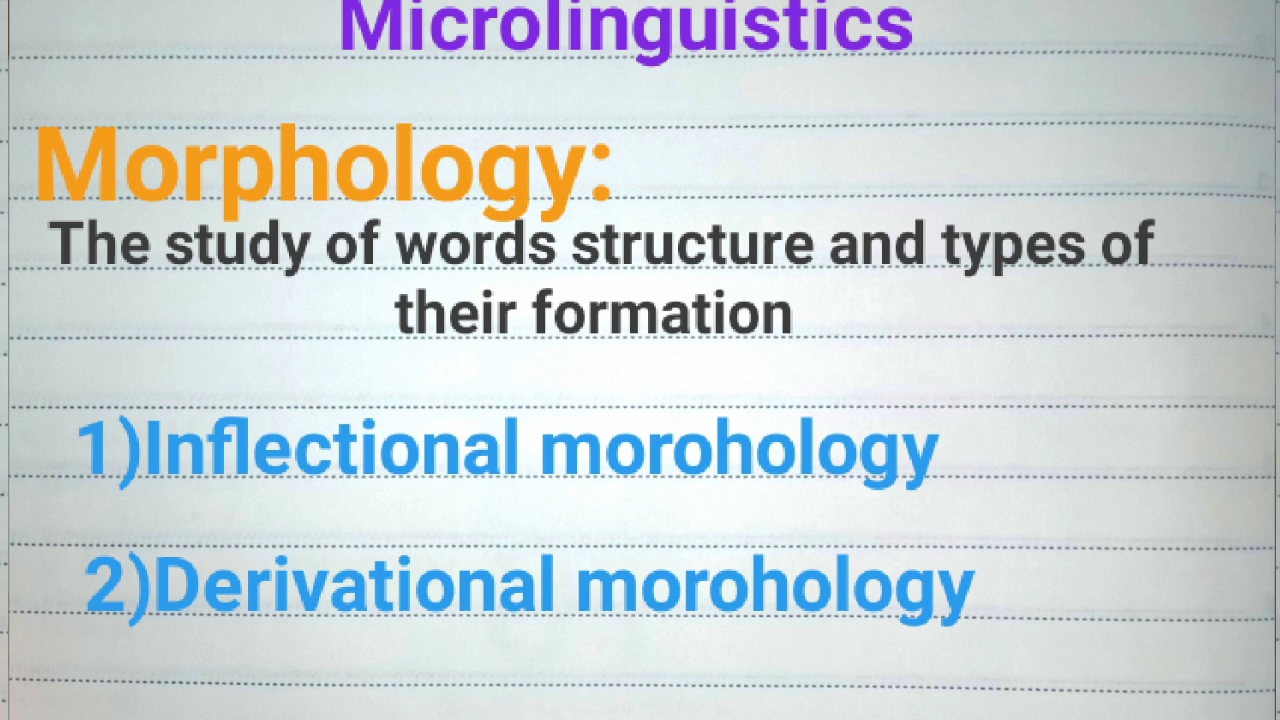 Microlinguistics
Morphology:
The study of words structure and types of
their formation
1)Inflectional morohology
2)Derivational morohology